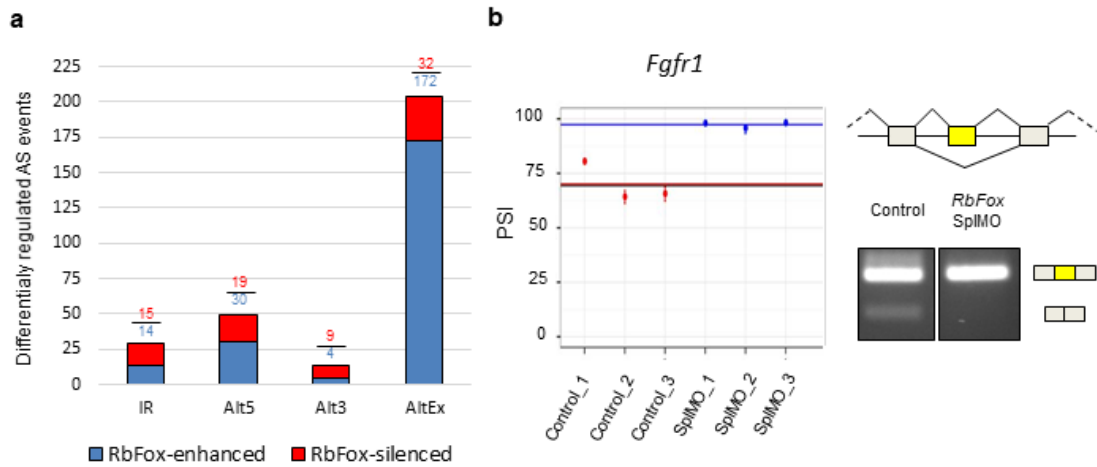 a
Differentialy regulated AS events
225
200
175
150
125
100
75
50
25
0
15
14
19
30
9
4
32
172
IR
Alt5
Alt3
AltEx
RbFox-enhanced
RbFox-silenced
b
Fgfr1
PSI
100
75
50
25
0
Control_1
Control_2
Control_3
SplMO_1
SplMO_2
SplMO_3
Control
RbFox
SplMO